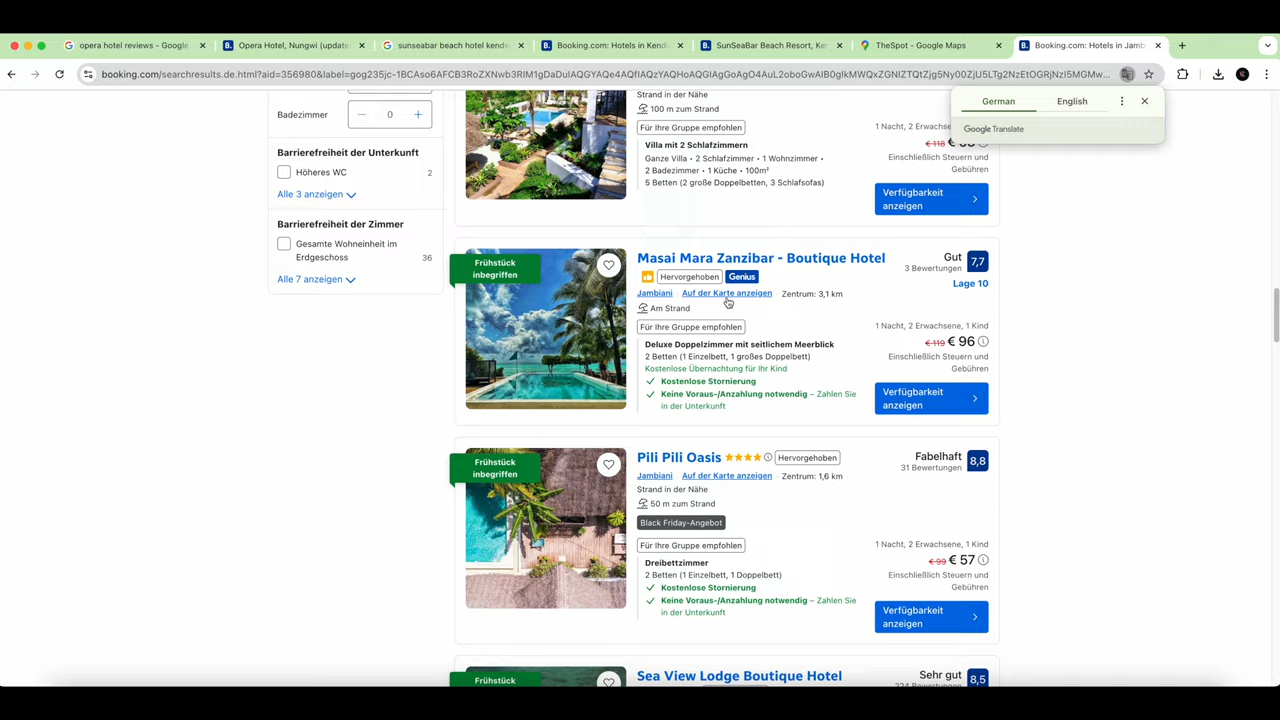 opera hotel reviews - Google
Opera Hotel, Nungwi (update
sunseabar beach hotel kendw
Booking.com: Hotels in Kend
SunSeaBar Beach Resort, Ker
TheSpot - Google Maps
Booking.com: Hotels in Jamb
German
English
Google Translate
Badezimmer
0
Barrierefreiheit der Unterkunft
Höheres WC
2
Alle 3 anzeigen
Barrierefreiheit der Zimmer
Gesamte Wohneinheit im
Erdgeschoss
36
Alle 7 anzeigen
Strand in der Nähe
100 m zum Strand
Für Ihre Gruppe empfohlen
Villa mit 2 Schlafzimmern
Ganze Villa • 2 Schlafzimmer • 1 Wohnzimmer •
2 Badezimmer • 1 Küche • 100m²
5 Betten (2 große Doppelbetten, 3 Schlafsofas)
1 Nacht, 2 Erwachse
€ 118
Einschließlich Steuern und
Gebühren
Verfügbarkeit
anzeigen
Frühstück
inbegriffen
Masai Mara Zanzibar - Boutique Hotel
Hervorgehoben Genius
Jambiani Auf der Karte anzeigen Zentrum: 3,1 km
Am Strand
Für Ihre Gruppe empfohlen
Deluxe Doppelzimmer mit seitlichem Meerblick
2 Betten (1 Einzelbett, 1 großes Doppelbett)
Kostenlose Übernachtung für Ihr Kind
Kostenlose Stornierung
Keine Voraus-/Anzahlung notwendig – Zahlen Sie
in der Unterkunft
Gut 7,7
3 Bewertungen
Lage 10
1 Nacht, 2 Erwachsene, 1 Kind
€ 119 € 96
Einschließlich Steuern und
Gebühren
Verfügbarkeit
anzeigen
Frühstück
inbegriffen
Pili Pili Oasis Hervorgehoben
Jambiani Auf der Karte anzeigen Zentrum: 1,6 km
Strand in der Nähe
50 m zum Strand
Black Friday-Angebot
Für Ihre Gruppe empfohlen
Dreibettzimmer
2 Betten (1 Einzelbett, 1 Doppelbett)
Kostenlose Stornierung
Keine Voraus-/Anzahlung notwendig – Zahlen Sie
in der Unterkunft
Fabelhaft 8,8
31 Bewertungen
1 Nacht, 2 Erwachsene, 1 Kind
€ 99 € 57
Einschließlich Steuern und
Gebühren
Verfügbarkeit
anzeigen
Frühstück
Sea View Lodge Boutique Hotel
Sehr gut 8,5